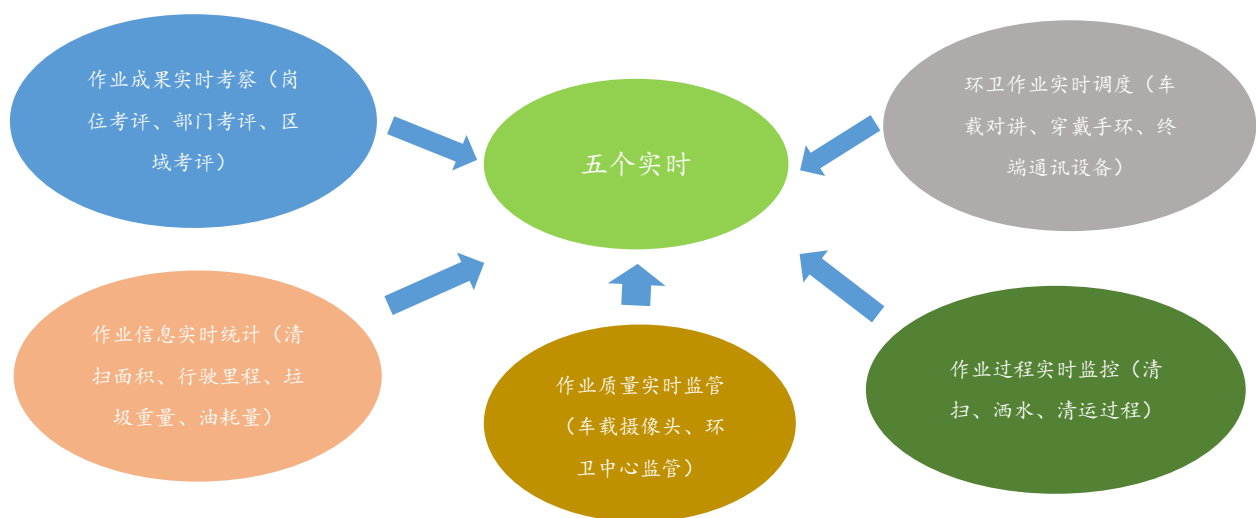 作业成果实时考察（岗
位考评、部门考评、区
域考评）
五个实时
环卫作业实时调度（车
载对讲、穿戴手环、终
端通讯设备）
作业信息实时统计（清
扫面积、行驶里程、垃
圾重量、油耗量）
作业质量实时监管
（车载摄像头、环
卫中心监管）
作业过程实时监控（清
扫、洒水、清运过程）